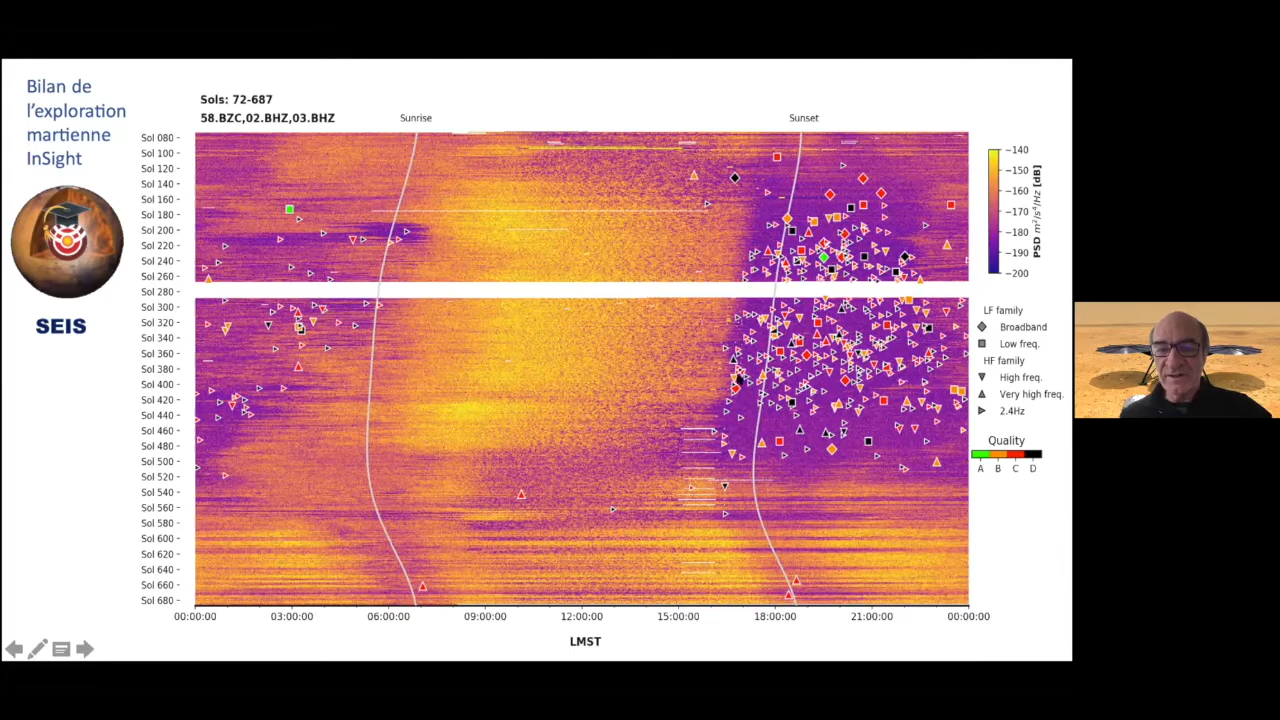 Bilan de
l'exploration
martienne
InSight
SEIS
Sols: 72-687
58.BZC,02.BHZ,03.BHZ
Sunrise
Sunset
Sol 080
Sol 100
Sol 120
Sol 140
Sol 160
Sol 180
Sol 200
Sol 220
Sol 240
Sol 260
Sol 280
Sol 300
Sol 320
Sol 340
Sol 360
Sol 380
Sol 400
Sol 420
Sol 440
Sol 460
Sol 480
Sol 500
Sol 520
Sol 540
Sol 560
Sol 580
Sol 600
Sol 620
Sol 640
Sol 660
Sol 680
00:00:00 03:00:00 06:00:00 09:00:00 12:00:00 15:00:00 18:00:00 21:00:00 00:00:00
LMST
−140
−150
−160
−170
−180
−190
−200
PSD m²/s⁴/Hz [dB]
LF family
Broadband
Low freq.
HF family
High freq.
Very high freq.
2.4Hz
Quality
A B C D